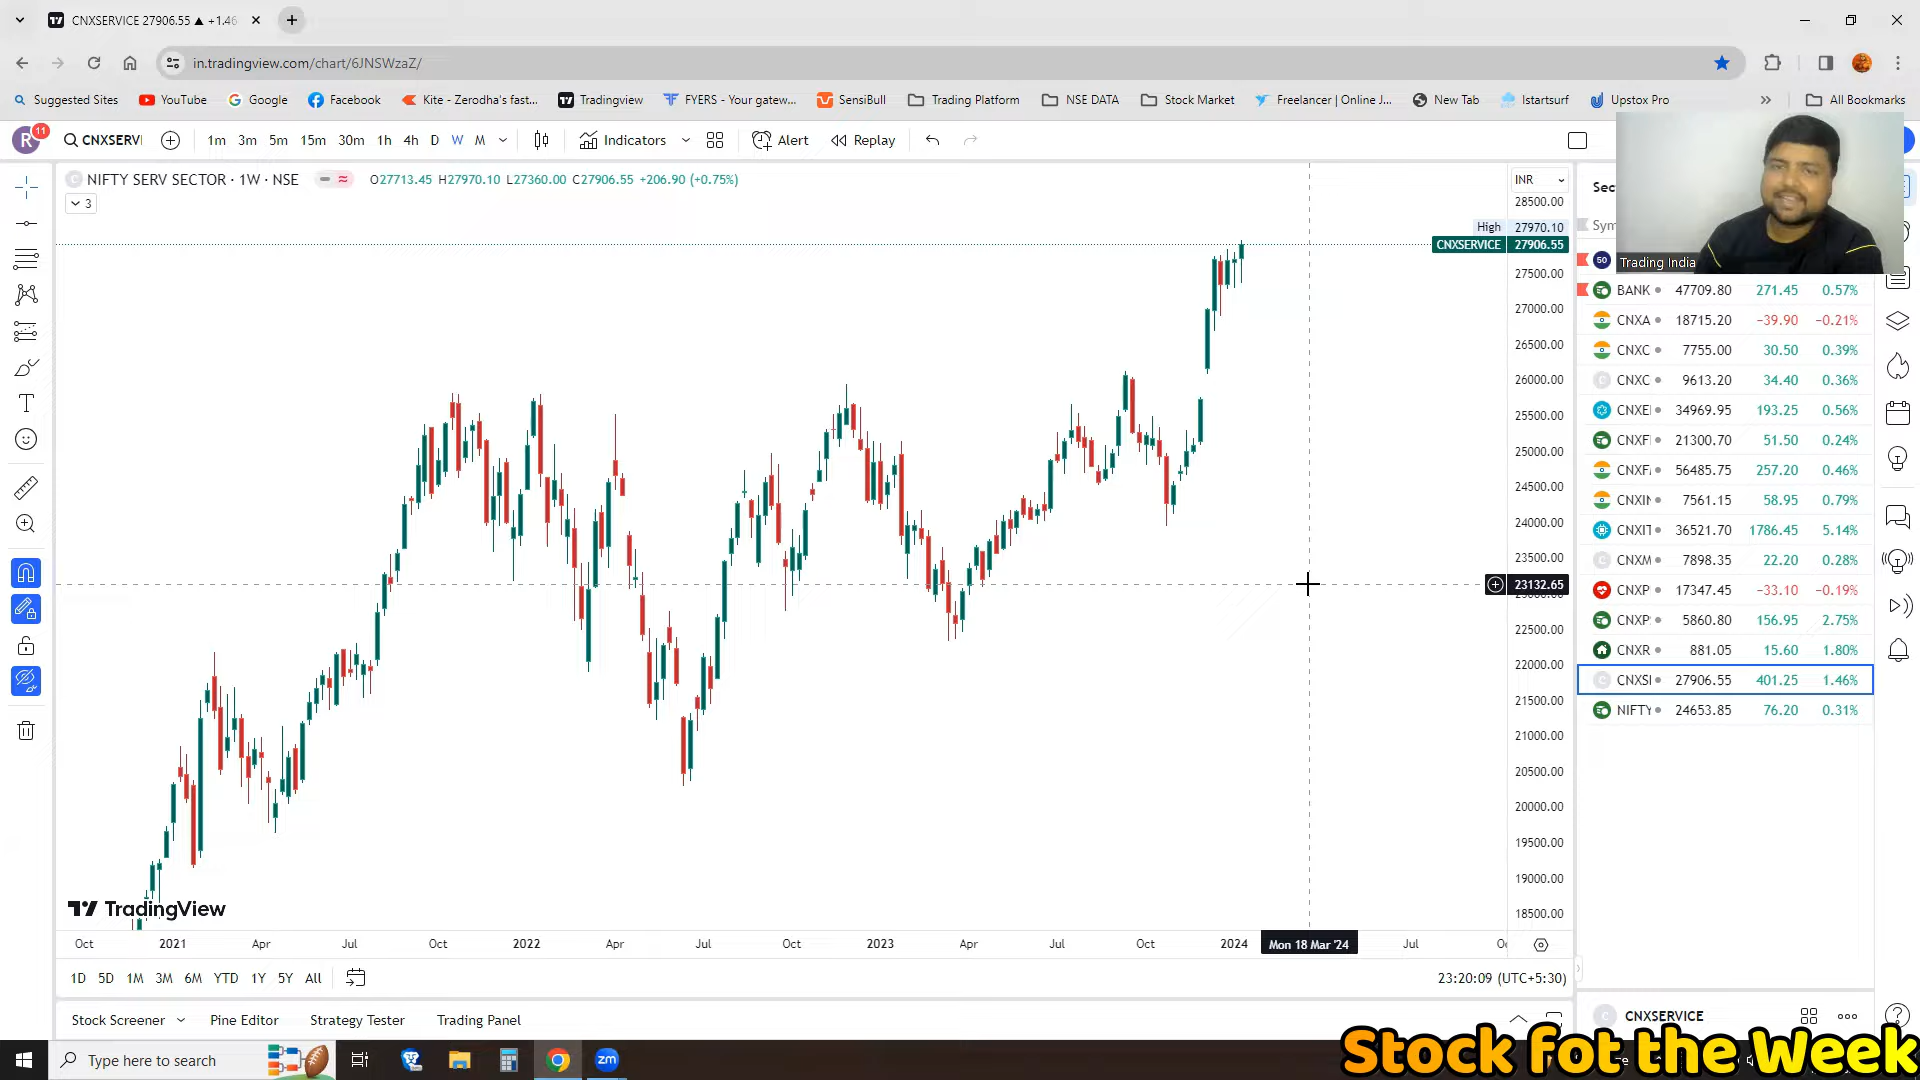 CNXSERVICE 27906.55 ▲ +1.46
in.tradingview.com/chart/6JNSWzaZ/
Suggested Sites YouTube Google Facebook Kite - Zerodha's fast... Tradingview FYERS - Your gatew... SensiBull Trading Platform NSE DATA Stock Market Freelancer | Online J... New Tab Istartsurf Upstox Pro » All Bookmarks
R 11 CNXSERVI 1m 3m 5m 15m 30m 1h 4h D W M Indicators Alert Replay
NIFTY SERV SECTOR · 1W · NSE O27713.45 H27970.10 L27360.00 C27906.55 +206.90 (+0.75%)
3
INR
28500.00
High 27970.10
CNXSERVICE 27906.55
27500.00
27000.00
26500.00
26000.00
25500.00
25000.00
24500.00
24000.00
23500.00
23132.65
22500.00
22000.00
21500.00
21000.00
20500.00
20000.00
19500.00
19000.00
18500.00
Sec
Sym
Trading India
50
BANK 47709.80 271.45 0.57%
CNXA 18715.20 −39.90 −0.21%
CNXC 7755.00 30.50 0.39%
CNXC 9613.20 34.40 0.36%
CNXEI 34969.95 193.25 0.56%
CNXFI 21300.70 51.50 0.24%
CNXF 56485.75 257.20 0.46%
CNXIN 7561.15 58.95 0.79%
CNXIT 36521.70 1786.45 5.14%
CNXM 7898.35 22.20 0.28%
CNXP 17347.45 −33.10 −0.19%
CNXP 5860.80 156.95 2.75%
CNXR 881.05 15.60 1.80%
CNXSI 27906.55 401.25 1.46%
NIFTY 24653.85 76.20 0.31%
TradingView
Oct 2021 Apr Jul Oct 2022 Apr Jul Oct 2023 Apr Jul Oct 2024 Mon 18 Mar '24 Jul
1D 5D 1M 3M 6M YTD 1Y 5Y All
23:20:09 (UTC+5:30)
Stock Screener Pine Editor Strategy Tester Trading Panel
CNXSERVICE
Type here to search
zm
Stock fot the Week